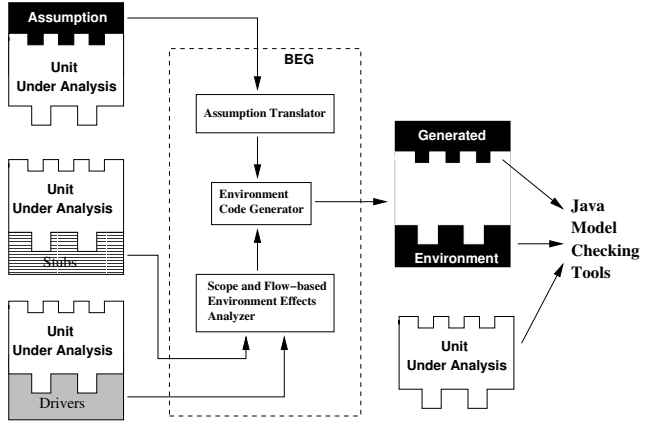 Assumption
Unit
Under Analysis
Unit
Under Analysis
Stubs
Unit
Under Analysis
Drivers
BEG
Assumption Translator
Environment
Code Generator
Scope and Flow−based
Environment Effects
Analyzer
Generated
Environment
Unit
Under Analysis
Java
Model
Checking
Tools